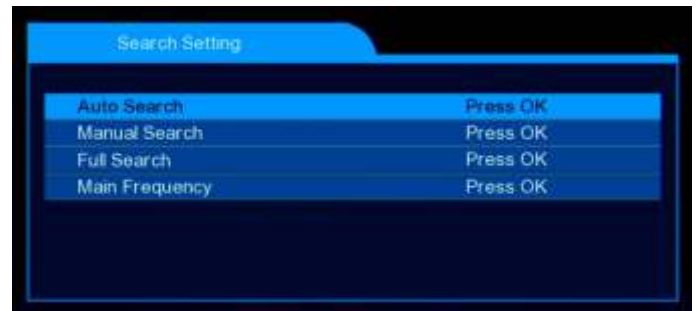 Search Setting
Auto Search Press OK
Manual Search Press OK
Full Search Press OK
Main Frequency Press OK